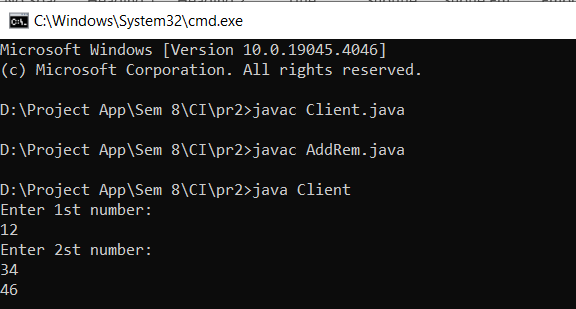 C:\Windows\System32\cmd.exe
Microsoft Windows [Version 10.0.19045.4046]
(c) Microsoft Corporation. All rights reserved.
D:\Project App\Sem 8\CI\pr2>javac Client.java
D:\Project App\Sem 8\CI\pr2>javac AddRem.java
D:\Project App\Sem 8\CI\pr2>java Client
Enter 1st number:
12
Enter 2st number:
34
46